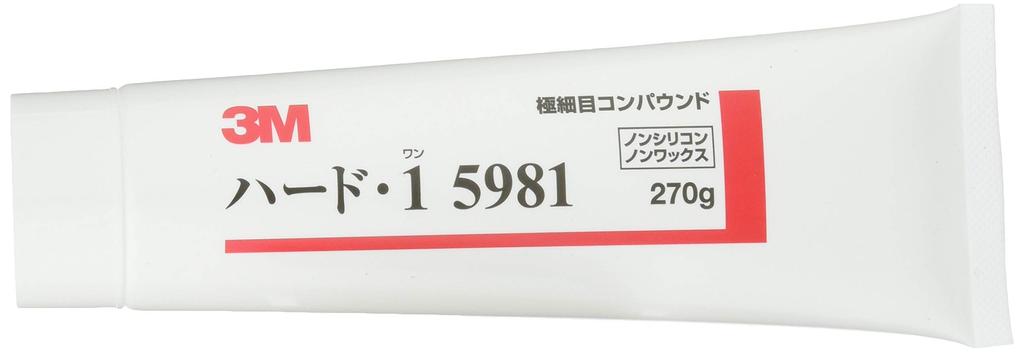 3M
極細目コンパウンド
ノンシリコン
ノンワックス
ワン
ハード・1 5981
270g